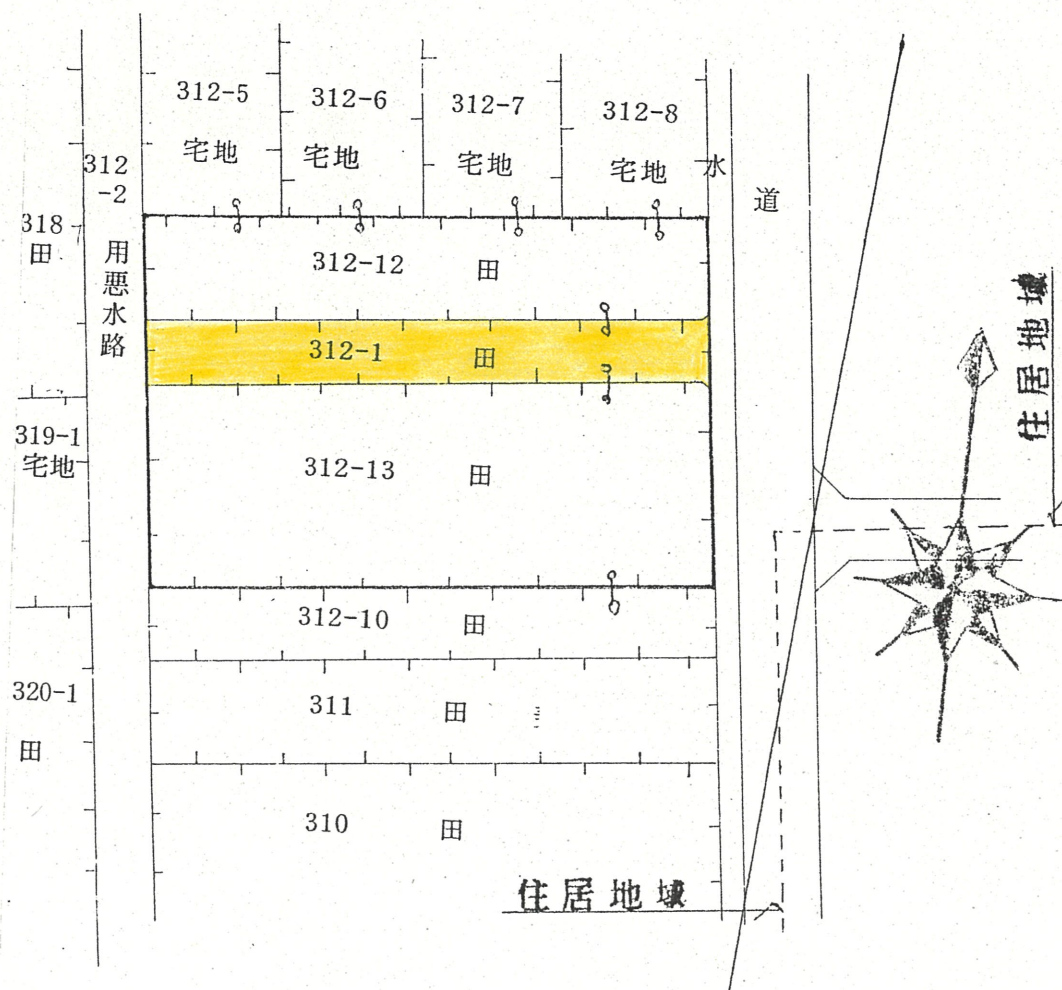 312-5
宅地
312-6
宅地
312-7
宅地
312-8
宅地
水
道
312
-2
用悪水路
318
田
312-12 田
312-1 田
319-1
宅地
312-13 田
312-10 田
320-1
田
311 田
310 田
住居地域
住居地域